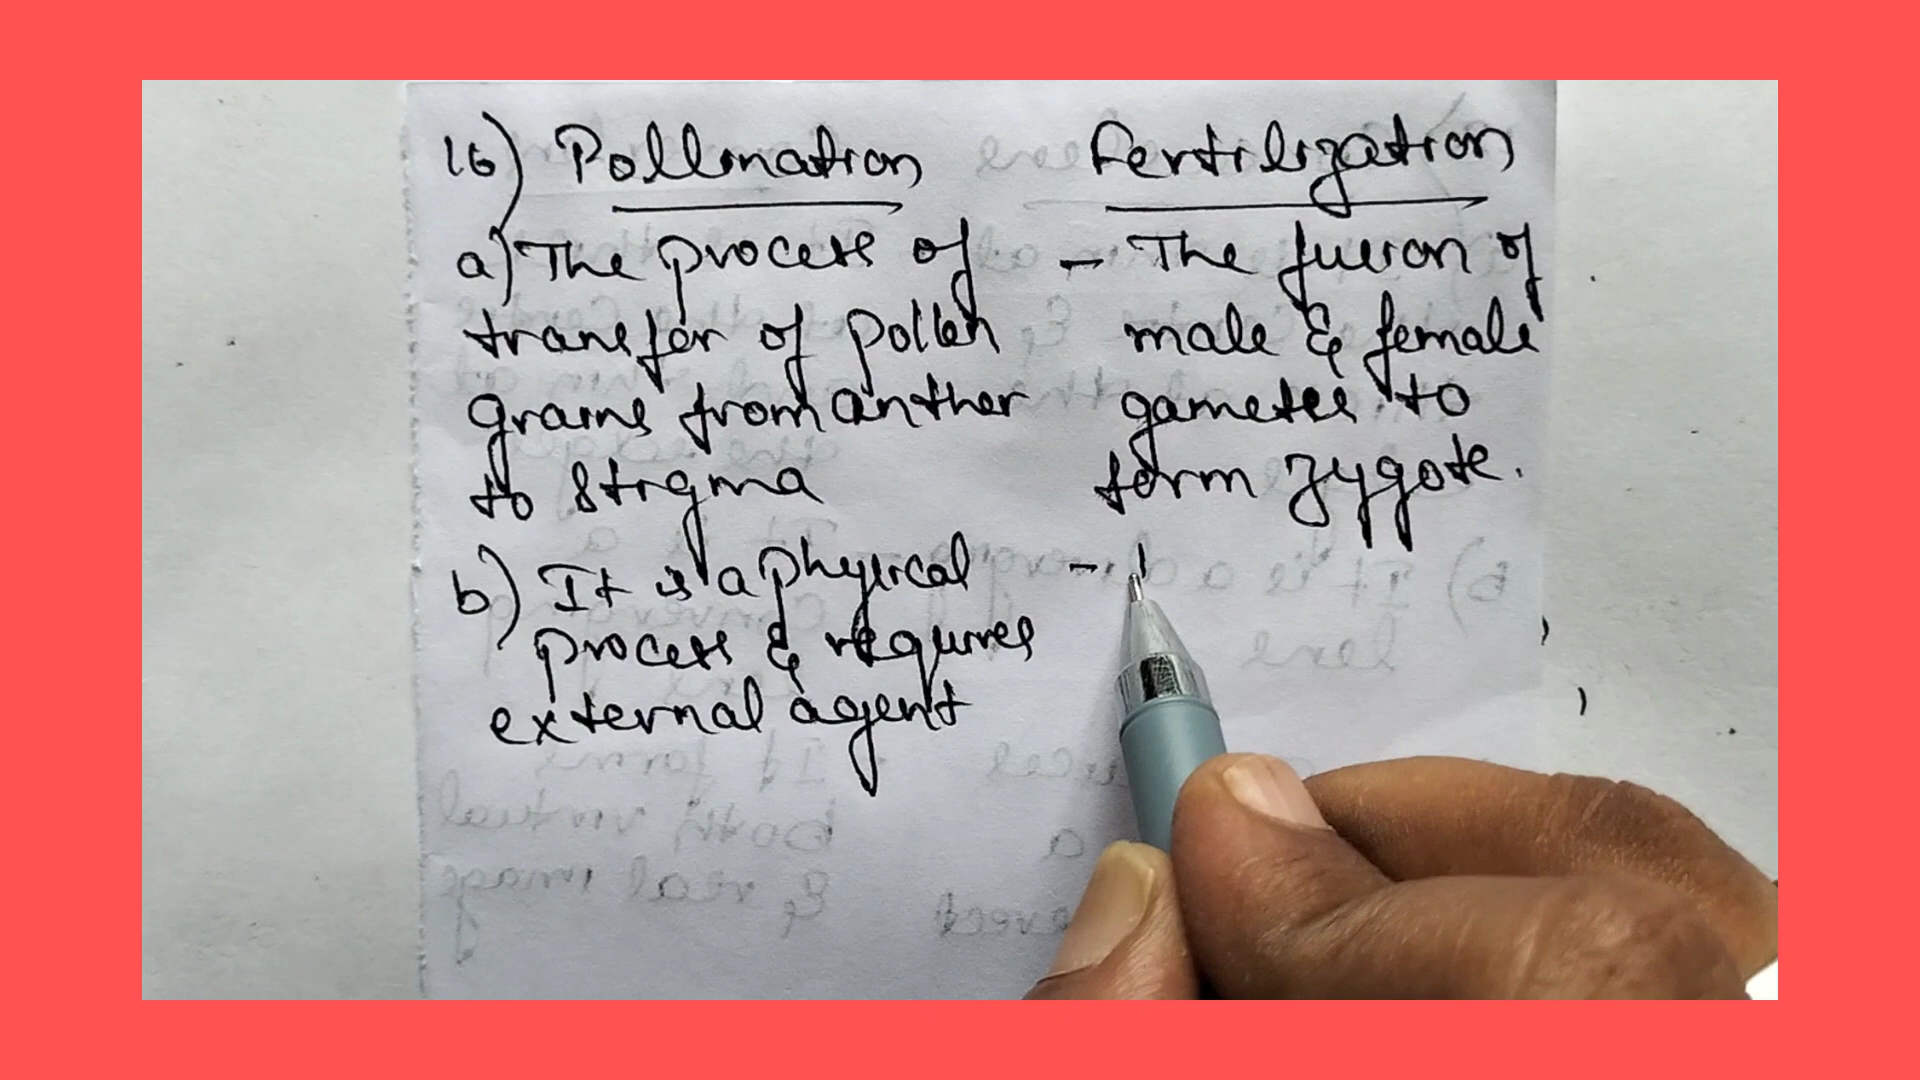 16) Pollination
Fertilization
a) The process of
transfer of pollen
grains from anther
to stigma
- The fusion of
male & female
gametes to
form zygote.
b) It is a physical
process & requires
external agent
-